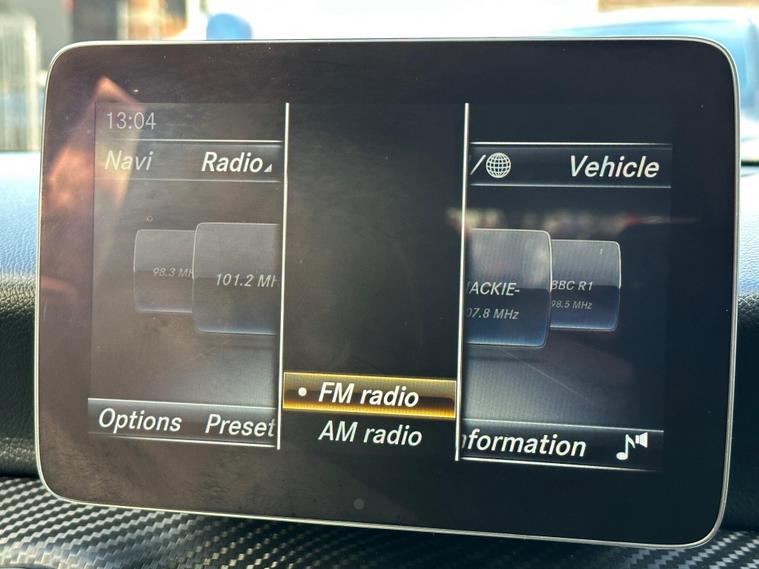 13:04
Navi Radio / Vehicle
98.3 MH 101.2 MH ACKIE- BBC R1
07.8 MHz 98.5 MHz
FM radio
Options Preset AM radio formation